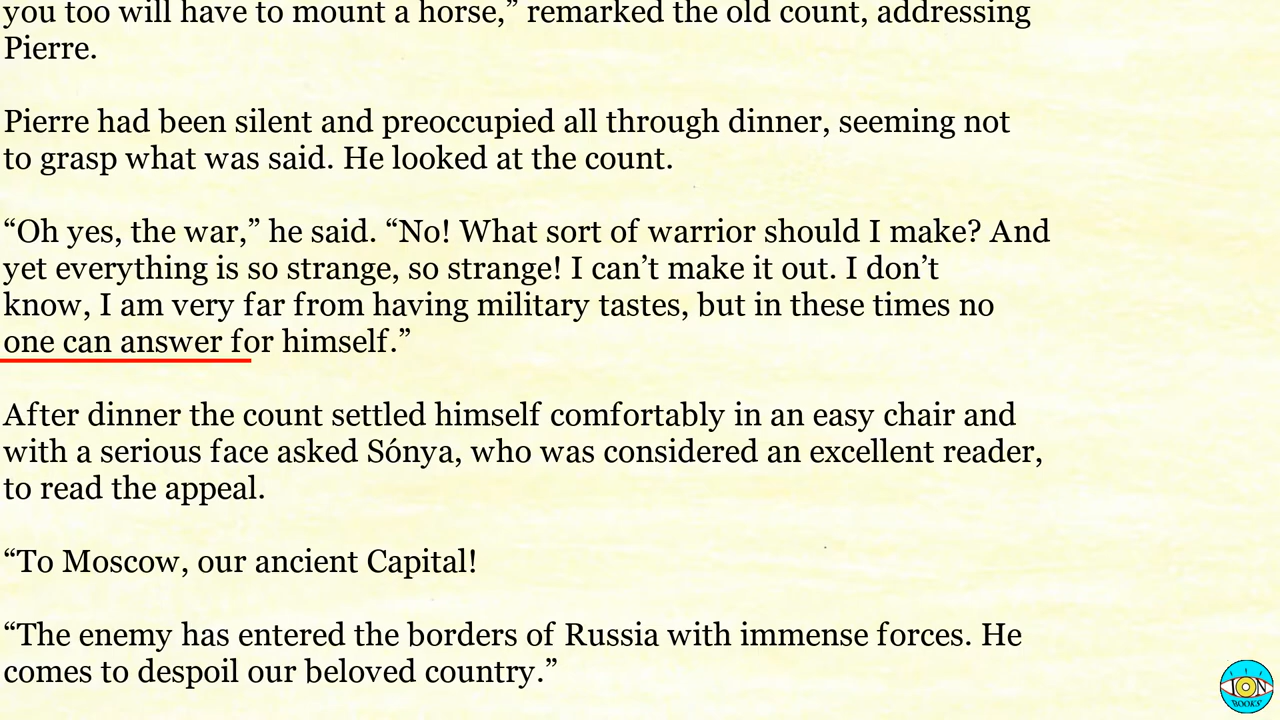 you too will have to mount a horse,” remarked the old count, addressing
Pierre.
Pierre had been silent and preoccupied all through dinner, seeming not
to grasp what was said. He looked at the count.
“Oh yes, the war,” he said. “No! What sort of warrior should I make? And
yet everything is so strange, so strange! I can’t make it out. I don’t
know, I am very far from having military tastes, but in these times no
one can answer for himself.”
After dinner the count settled himself comfortably in an easy chair and
with a serious face asked Sónya, who was considered an excellent reader,
to read the appeal.
“To Moscow, our ancient Capital!
“The enemy has entered the borders of Russia with immense forces. He
comes to despoil our beloved country.”
ION
BOOKS